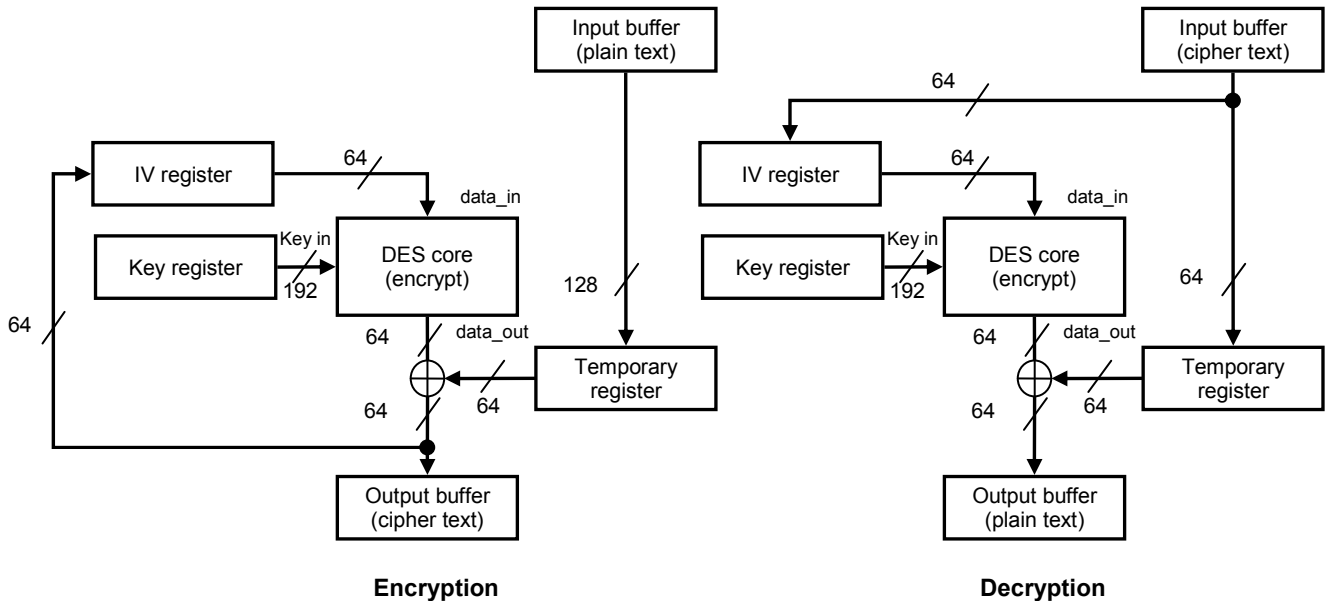 Input buffer
(plain text)
IV register
64
data_in
Key register
Key in
192
DES core
(encrypt)
128
64
64
data_out
Temporary
register
64
64
Output buffer
(cipher text)
Encryption
Input buffer
(cipher text)
64
IV register
64
data_in
Key register
Key in
192
DES core
(encrypt)
64
64
data_out
Temporary
register
64
64
Output buffer
(plain text)
Decryption